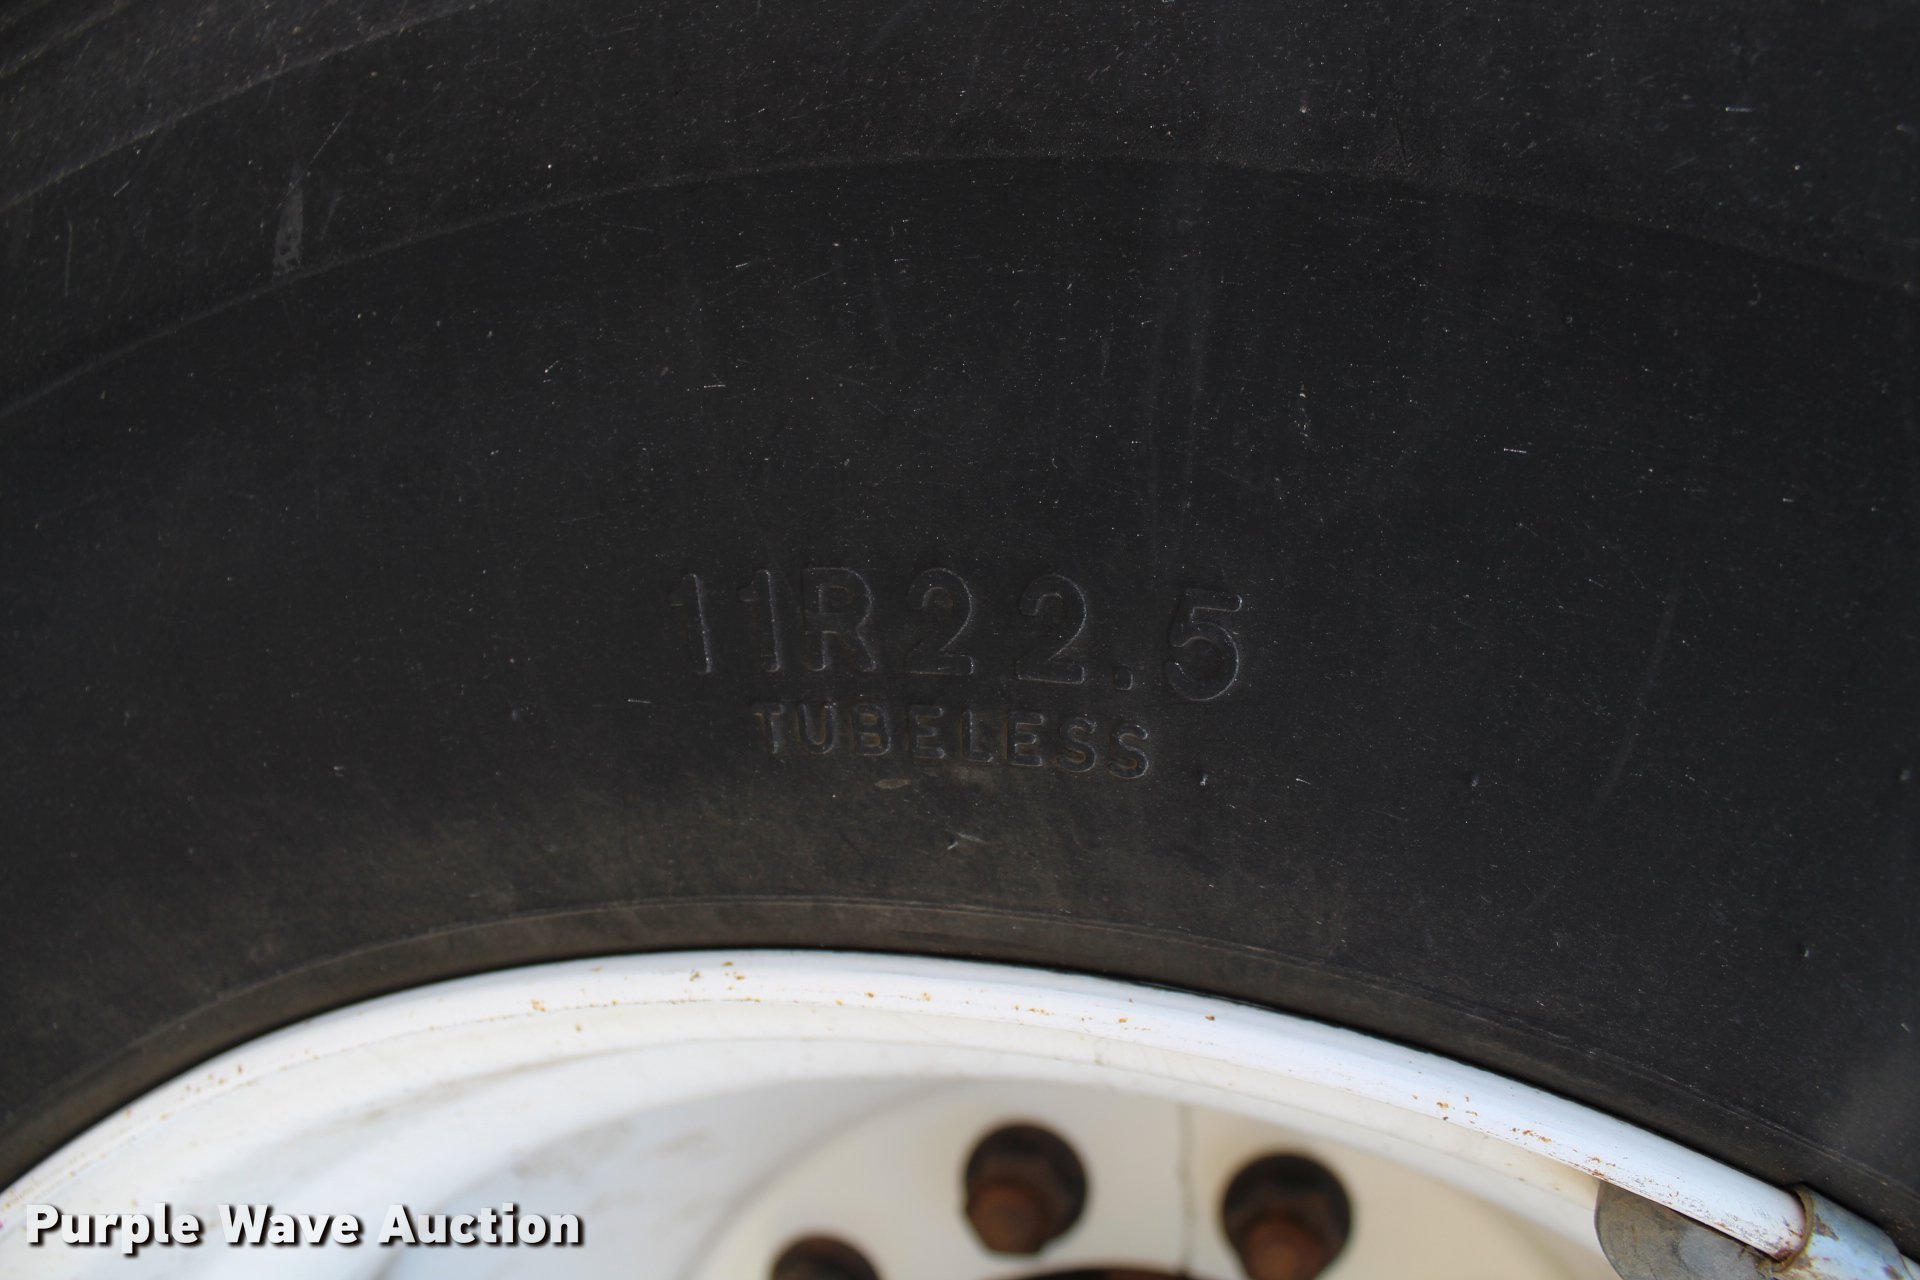 11R22.5
TUBELESS
Purple Wave Auction